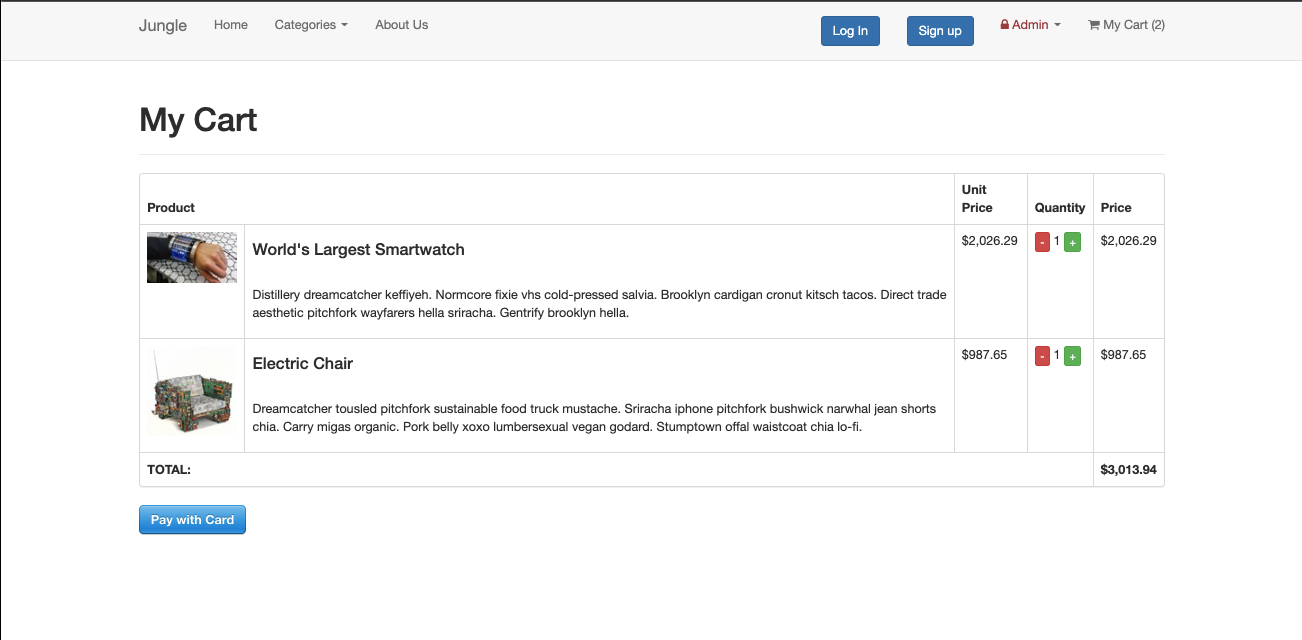 Jungle Home Categories About Us Log In Sign up Admin My Cart (2)
My Cart
Product Unit Price Quantity Price
World's Largest Smartwatch $2,026.29 - 1 + $2,026.29
Distillery dreamcatcher keffiyeh. Normcore fixie vhs cold-pressed salvia. Brooklyn cardigan cronut kitsch tacos. Direct trade
aesthetic pitchfork wayfarers hella sriracha. Gentrify brooklyn hella.
Electric Chair $987.65 - 1 + $987.65
Dreamcatcher tousled pitchfork sustainable food truck mustache. Sriracha iphone pitchfork bushwick narwhal jean shorts
chia. Carry migas organic. Pork belly xoxo lumbersexual vegan godard. Stumptown offal waistcoat chia lo-fi.
TOTAL: $3,013.94
Pay with Card